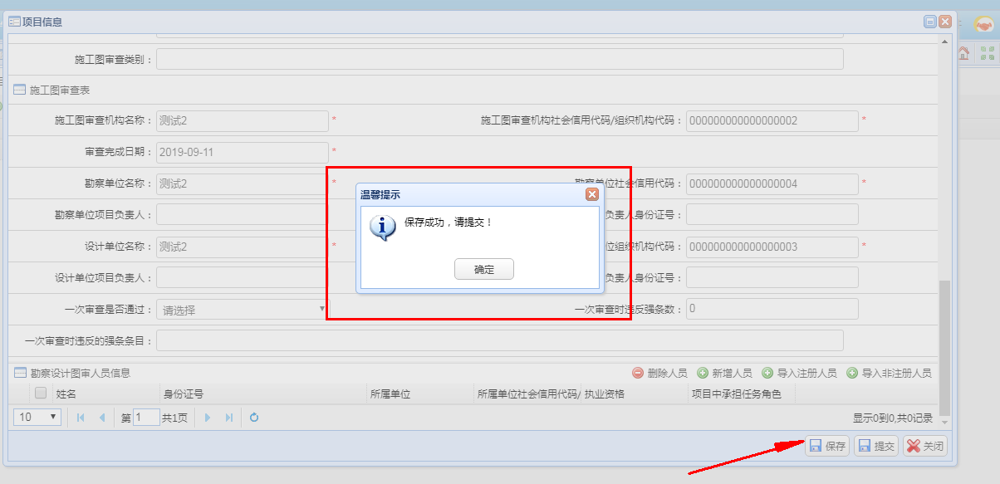 项目信息
施工图审查类别：
施工图审查表
施工图审查机构名称： 测试2 * 施工图审查机构社会信用代码/组织机构代码： 000000000000000002 *
审查完成日期： 2019-09-11 *
勘察单位名称： 测试2 * 勘察单位社会信用代码： 000000000000000004 *
温馨提示
勘察单位项目负责人： 负责人身份证号：
保存成功，请提交！
设计单位名称： 测试2 * 位组织机构代码： 000000000000000003 *
确定
设计单位项目负责人： 负责人身份证号：
一次审查是否通过： 请选择 一次审查时违反强条数： 0
一次审查时违反的强条条目：
勘察设计图审人员信息 删除人员 新增人员 导入注册人员 导入非注册人员
姓名 身份证号 所属单位 所属单位社会信用代码/ 执业资格 项目中承担任务角色
10 第 1 共1页 显示0到0,共0记录
保存 提交 关闭